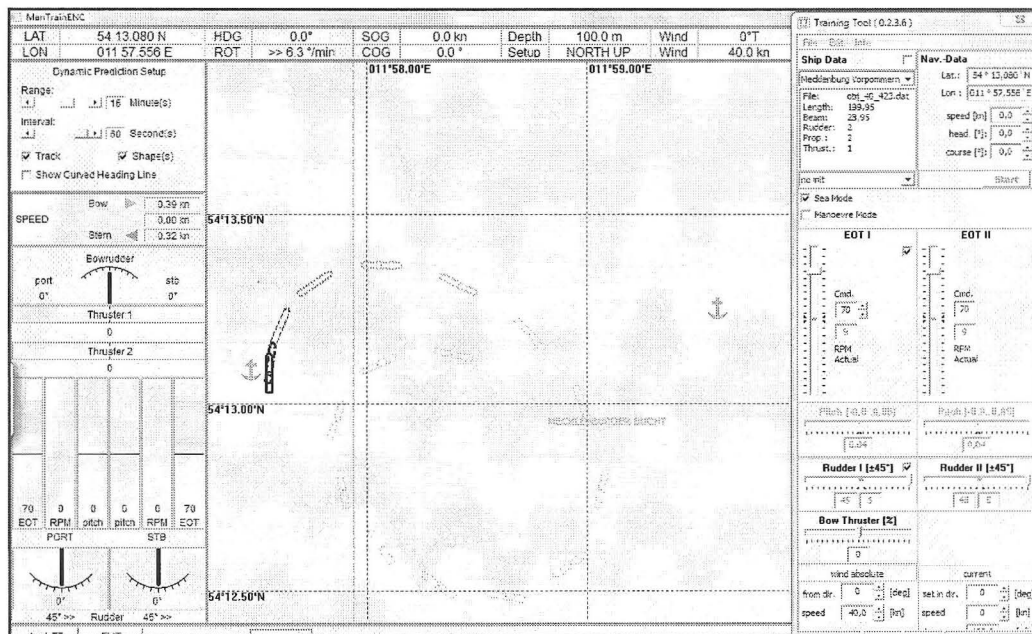 ManTrainENC
LAT 54 13.080 N HDG 0.0° SOG 0.0 kn Depth 100.0 m Wind 0°T
LON 011 57.556 E ROT >> 6.3 °/min COG 0.0 ° Setup NORTH UP Wind 40.0 kn
Dynamic Prediction Setup
Range:
Minute(s)
Interval:
Second(s)
Track Shape(s)
Show Curved Heading Line
Bow 0.39 kn
SPEED 0.00 kn
Stern 0.32 kn
Bowrudder
port stb
0° 0°
Thruster 1
0
Thruster 2
0
70 0 0 0 0 70
EOT RPM pitch pitch RPM EOT
PORT STB
0° 0°
45° >> Rudder 45° >>
011°58.00'E 011°59.00'E
54°13.50'N
54°13.00'N
MECKLENBURGER BUCHT
54°12.50'N
Training Tool ( 0.2.3.6 )
File Edit Info
Ship Data
Mecklenburg Vorpommern
File:
Length: 199,95
Beam:
Rudder: 2
Prop.: 2
Thrust.: 1
Nav.-Data
Lat.: 54 ° 13,080 'N
Lon : 011 ° 57,556 'E
speed [kn] 0,0
head. [°]: 0,0
course [°]: 0,0
Start
Sea Mode
Manoevre Mode
EOT I EOT II
Cmd. Cmd.
70 70
9 9
RPM RPM
Actual Actual
0,04 0,04
Rudder I [±45°] Rudder II [±45°]
Bow Thruster [%]
0
wind absolute current
from dir. 0 [deg] set in dir. 0 [deg]
speed 40,0 [kn] speed 0 [kn]